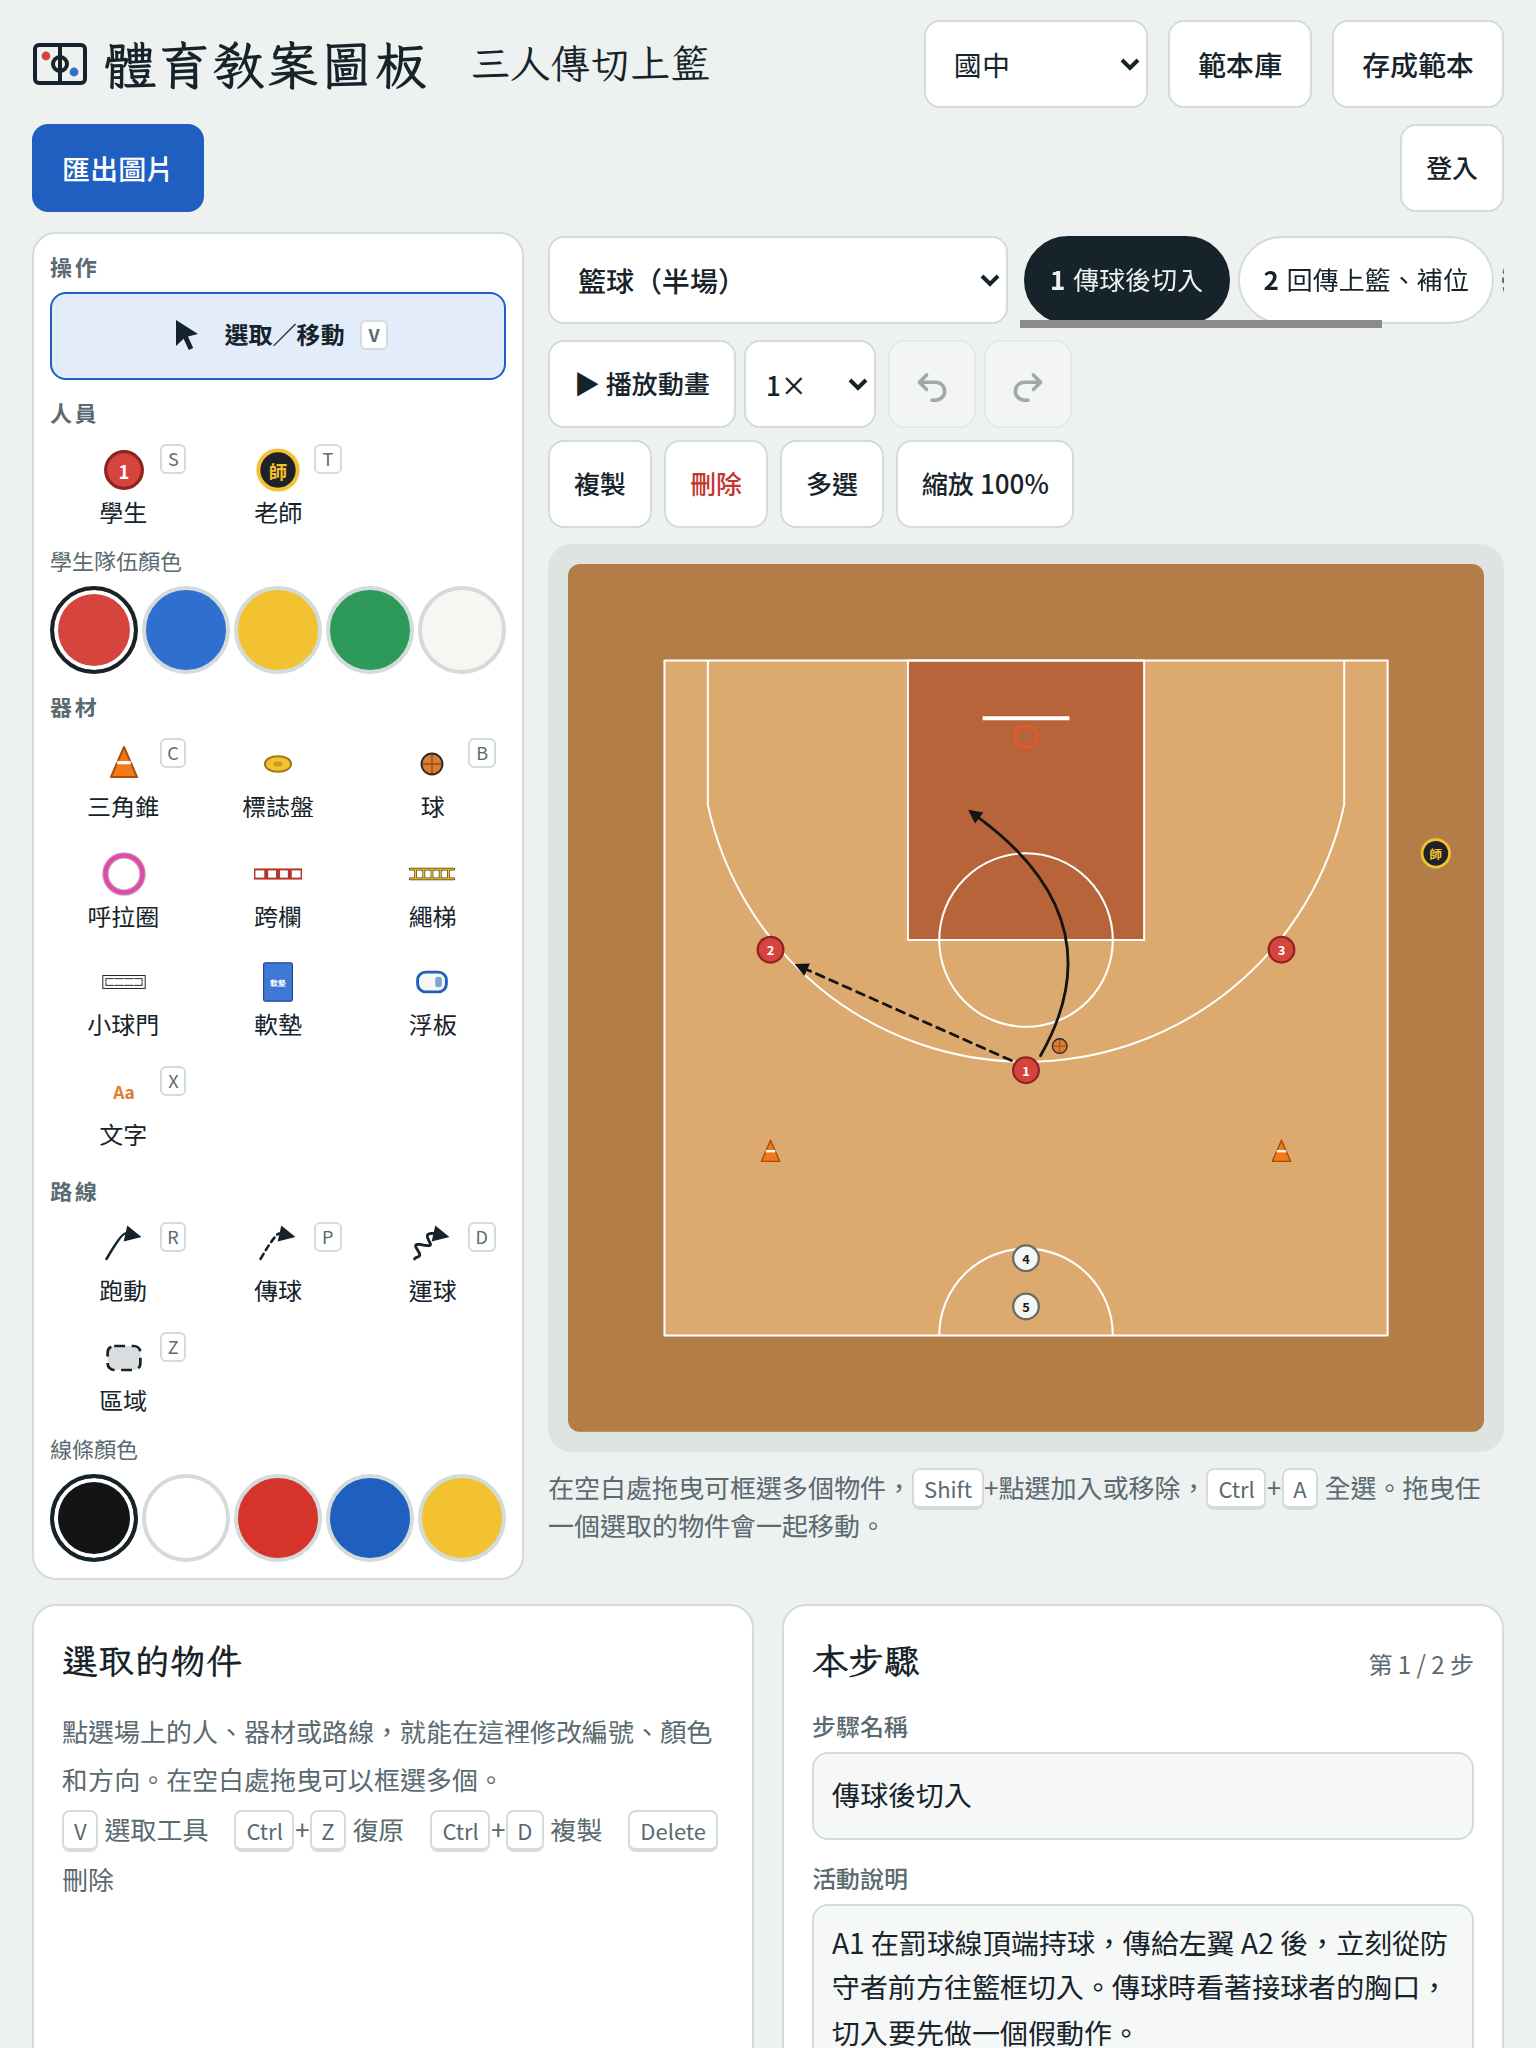 體育教案圖板 三人傳切上籃 國中 範本庫 存成範本
匯出圖片 登入
操作
選取／移動 V
人員
1 S 師 T
學生 老師
學生隊伍顏色
器材
C B
三角錐 標誌盤 球
呼拉圈 跨欄 繩梯
軟墊
小球門 軟墊 浮板
Aa X
文字
路線
R P D
跑動 傳球 運球
Z
區域
線條顏色
籃球（半場） 1 傳球後切入 2 回傳上籃、補位
▶ 播放動畫 1×
複製 刪除 多選 縮放 100%
師
2 3
1
4
5
在空白處拖曳可框選多個物件，Shift+點選加入或移除，Ctrl+A 全選。拖曳任
一個選取的物件會一起移動。
選取的物件
點選場上的人、器材或路線，就能在這裡修改編號、顏色
和方向。在空白處拖曳可以框選多個。
V 選取工具 Ctrl+Z 復原 Ctrl+D 複製 Delete
刪除
本步驟 第 1 / 2 步
步驟名稱
傳球後切入
活動說明
A1 在罰球線頂端持球，傳給左翼 A2 後，立刻從防
守者前方往籃框切入。傳球時看著接球者的胸口，
切入要先做一個假動作。